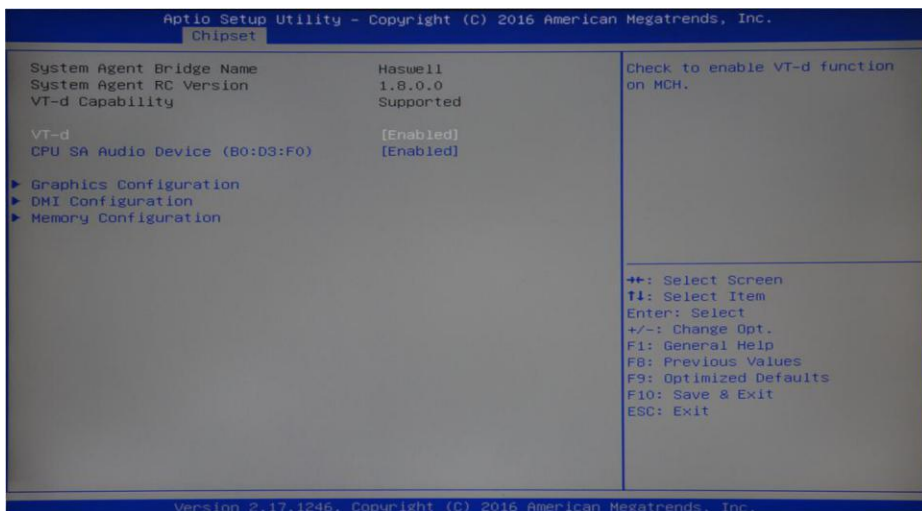 Aptio Setup Utility – Copyright (C) 2016 American Megatrends, Inc.
Chipset
System Agent Bridge Name Haswell
System Agent RC Version 1.8.0.0
VT-d Capability Supported
VT-d [Enabled]
CPU SA Audio Device (B0:D3:F0) [Enabled]
▶ Graphics Configuration
▶ DMI Configuration
▶ Memory Configuration
Check to enable VT-d function
on MCH.
→←: Select Screen
↑↓: Select Item
Enter: Select
+/-: Change Opt.
F1: General Help
F8: Previous Values
F9: Optimized Defaults
F10: Save & Exit
ESC: Exit
Version 2.17.1246. Copyright (C) 2016 American Megatrends, Inc.